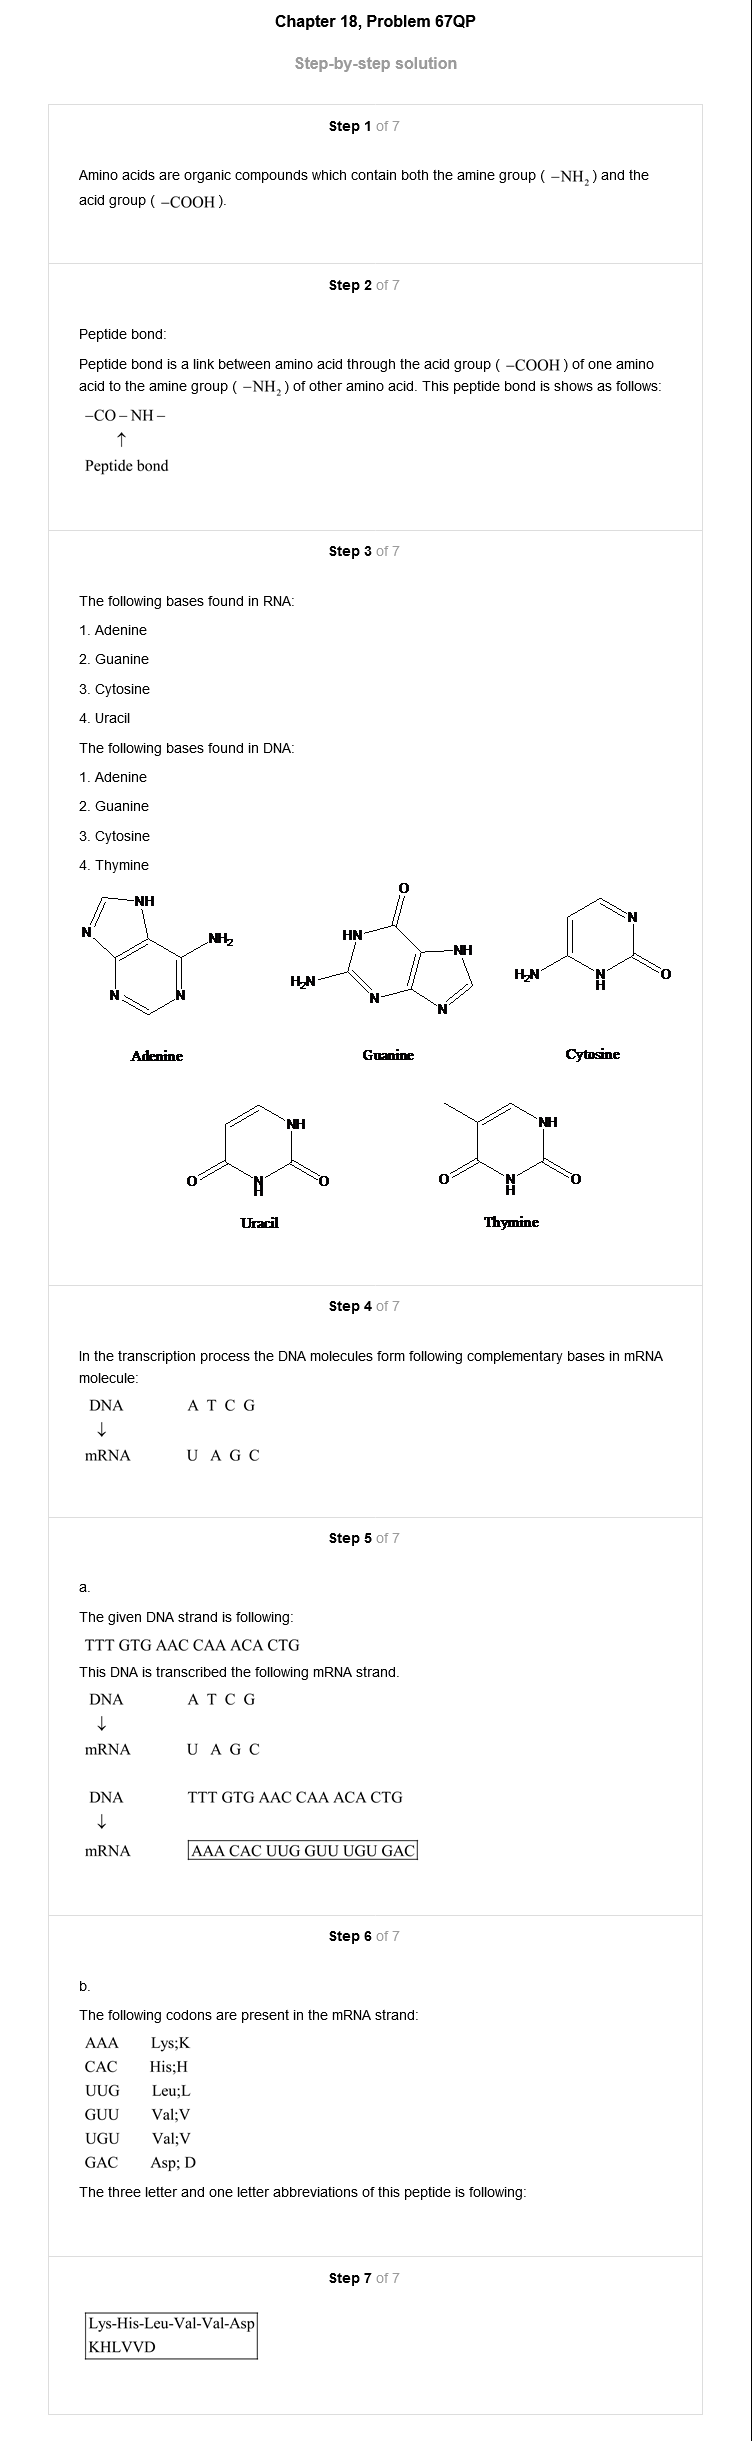 Chapter 18, Problem 67QP
Step-by-step solution
Step 1 of 7
Amino acids are organic compounds which contain both the amine group ( −NH₂ ) and the
acid group ( −COOH ).
Step 2 of 7
Peptide bond:
Peptide bond is a link between amino acid through the acid group ( −COOH ) of one amino
acid to the amine group ( −NH₂ ) of other amino acid. This peptide bond is shows as follows:
−CO − NH −
↑
Peptide bond
Step 3 of 7
The following bases found in RNA:
1. Adenine
2. Guanine
3. Cytosine
4. Uracil
The following bases found in DNA:
1. Adenine
2. Guanine
3. Cytosine
4. Thymine
NH
N
NH₂
N
N
Adenine
O
HN
NH
H₂N
N
N
Guanine
N
H₂N
N
H
O
Cytosine
NH
O
N
H
O
Uracil
NH
O
N
H
O
Thymine
Step 4 of 7
In the transcription process the DNA molecules form following complementary bases in mRNA
molecule:
DNA A T C G
↓
mRNA U A G C
Step 5 of 7
a.
The given DNA strand is following:
TTT GTG AAC CAA ACA CTG
This DNA is transcribed the following mRNA strand.
DNA A T C G
↓
mRNA U A G C
DNA TTT GTG AAC CAA ACA CTG
↓
mRNA AAA CAC UUG GUU UGU GAC
Step 6 of 7
b.
The following codons are present in the mRNA strand:
AAA Lys;K
CAC His;H
UUG Leu;L
GUU Val;V
UGU Val;V
GAC Asp; D
The three letter and one letter abbreviations of this peptide is following:
Step 7 of 7
Lys-His-Leu-Val-Val-Asp
KHLVVD